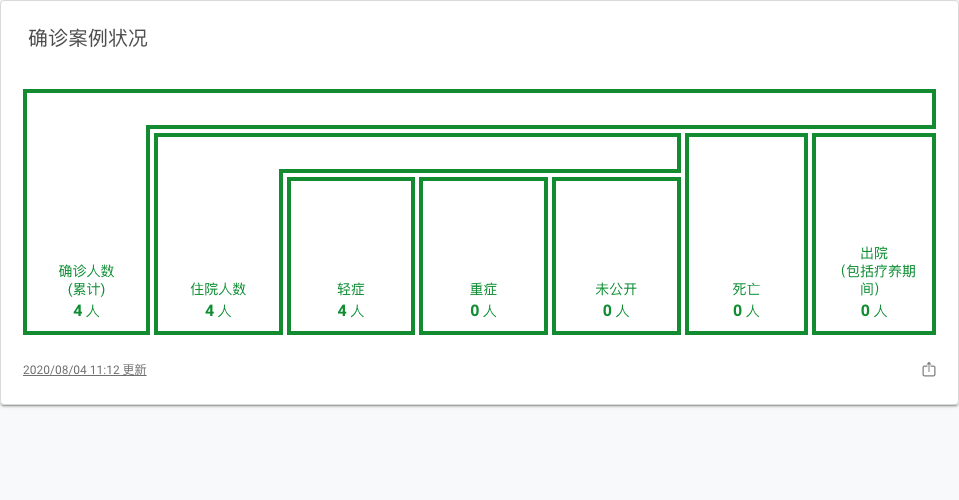 确诊案例状况
确诊人数
(累计)
4 人
住院人数
4 人
轻症
4 人
重症
0 人
未公开
0 人
死亡
0 人
出院
（包括疗养期
间）
0 人
2020/08/04 11:12 更新